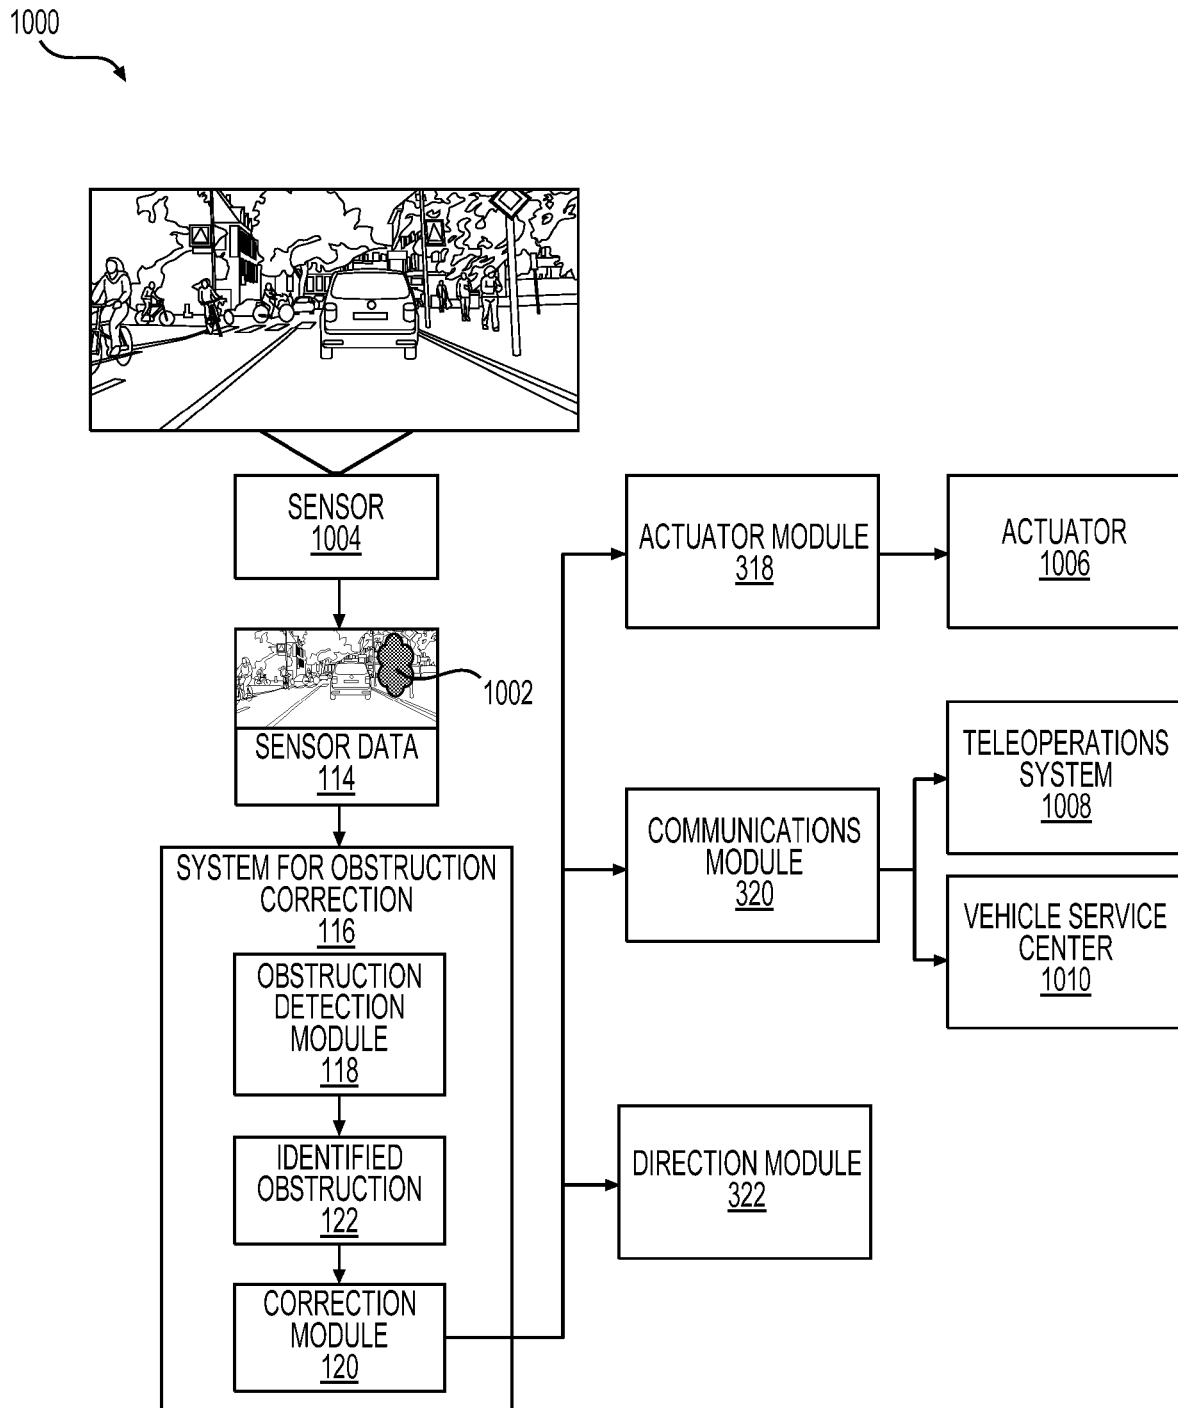 1000
SENSOR
1004
SENSOR DATA
114
1002
SYSTEM FOR OBSTRUCTION
CORRECTION
116
OBSTRUCTION
DETECTION
MODULE
118
IDENTIFIED
OBSTRUCTION
122
CORRECTION
MODULE
120
ACTUATOR MODULE
318
ACTUATOR
1006
COMMUNICATIONS
MODULE
320
TELEOPERATIONS
SYSTEM
1008
VEHICLE SERVICE
CENTER
1010
DIRECTION MODULE
322